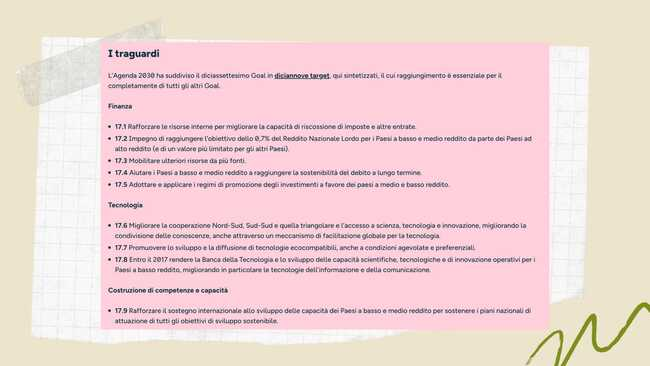 I traguardi
L'Agenda 2030 ha suddiviso il diciassettesimo Goal in diciannove target, qui sintetizzati, il cui raggiungimento è essenziale per il
completamente di tutti gli altri Goal.
Finanza
• 17.1 Rafforzare le risorse interne per migliorare la capacità di riscossione di imposte e altre entrate.
• 17.2 Impegno di raggiungere l'obiettivo dello 0,7% del Reddito Nazionale Lordo per i Paesi a basso e medio reddito da parte dei Paesi ad
alto reddito (e di un valore più limitato per gli altri Paesi).
• 17.3 Mobilitare ulteriori risorse da più fonti.
• 17.4 Aiutare i Paesi a basso e medio reddito a raggiungere la sostenibilità del debito a lungo termine.
• 17.5 Adottare e applicare i regimi di promozione degli investimenti a favore dei paesi a medio e basso reddito.
Tecnologia
• 17.6 Migliorare la cooperazione Nord-Sud, Sud-Sud e quella triangolare e l'accesso a scienza, tecnologia e innovazione, migliorando la
condivisione delle conoscenze, anche attraverso un meccanismo di facilitazione globale per la tecnologia.
• 17.7 Promuovere lo sviluppo e la diffusione di tecnologie ecocompatibili, anche a condizioni agevolate e preferenziali.
• 17.8 Entro il 2017 rendere la Banca della Tecnologia e lo sviluppo delle capacità scientifiche, tecnologiche e di innovazione operativi per i
Paesi a basso reddito, migliorando in particolare le tecnologie dell'informazione e della comunicazione.
Costruzione di competenze e capacità
• 17.9 Rafforzare il sostegno internazionale allo sviluppo delle capacità dei Paesi a basso e medio reddito per sostenere i piani nazionali di
attuazione di tutti gli obiettivi di sviluppo sostenibile.